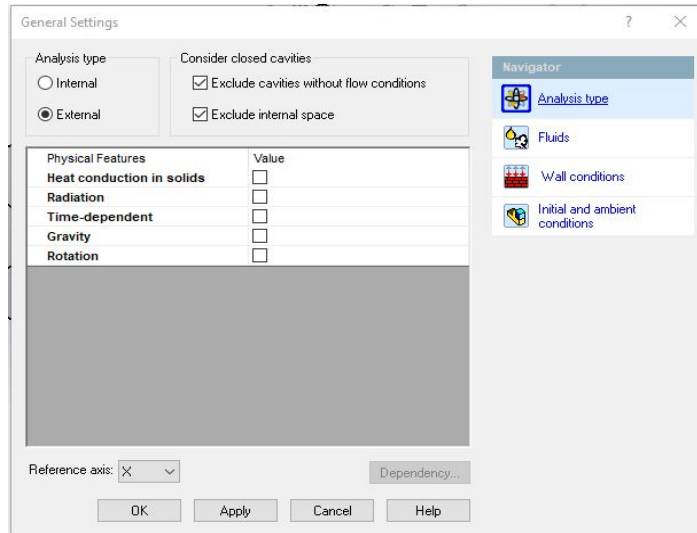 General Settings
?
Analysis type
Consider closed cavities
Internal
Exclude cavities without flow conditions
External
Exclude internal space
Physical Features Value
Heat conduction in solids
Radiation
Time-dependent
Gravity
Rotation
Reference axis: X
Dependency...
OK Apply Cancel Help
Navigator
Analysis type
Fluids
Wall conditions
Initial and ambient
conditions